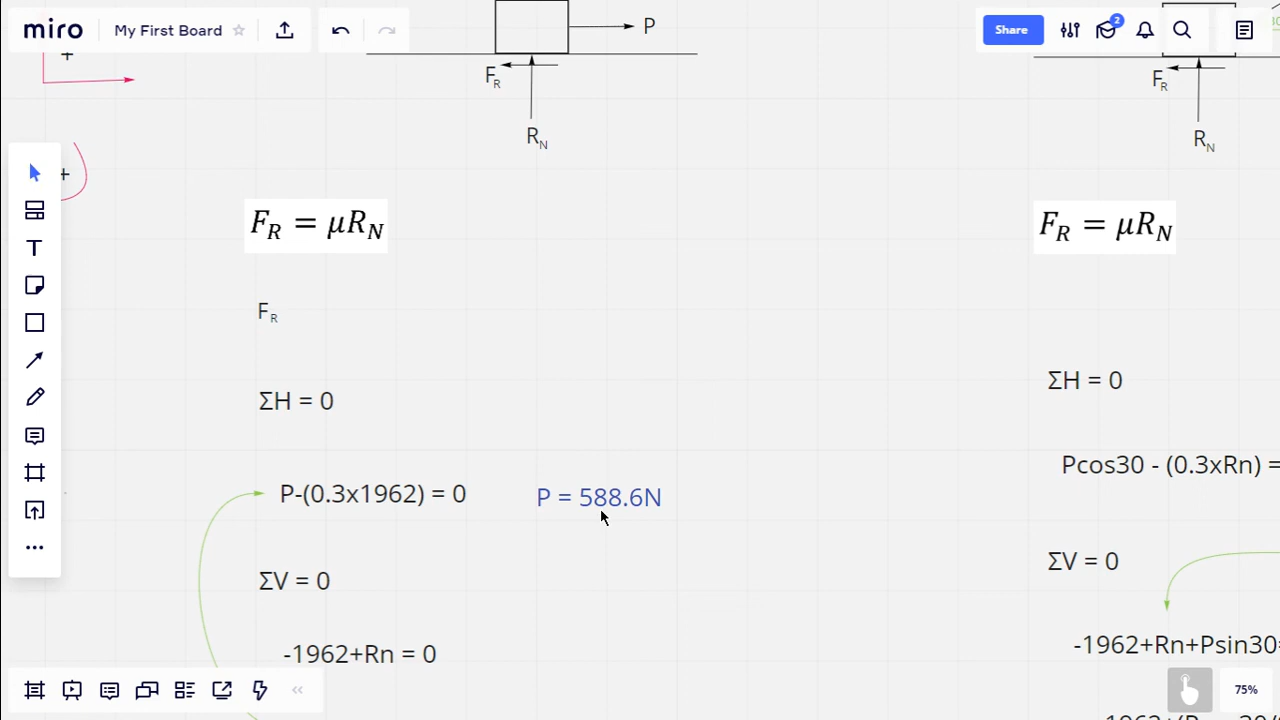 miro My First Board Share 2
+
P
F_R
R_N
F_R
R_N
+
F_R = μR_N
F_R = μR_N
F_R
ΣH = 0
ΣH = 0
P-(0.3x1962) = 0
P = 588.6N
Pcos30 - (0.3xRn) =
ΣV = 0
ΣV = 0
-1962+Rn = 0
-1962+Rn+Psin30=
75%